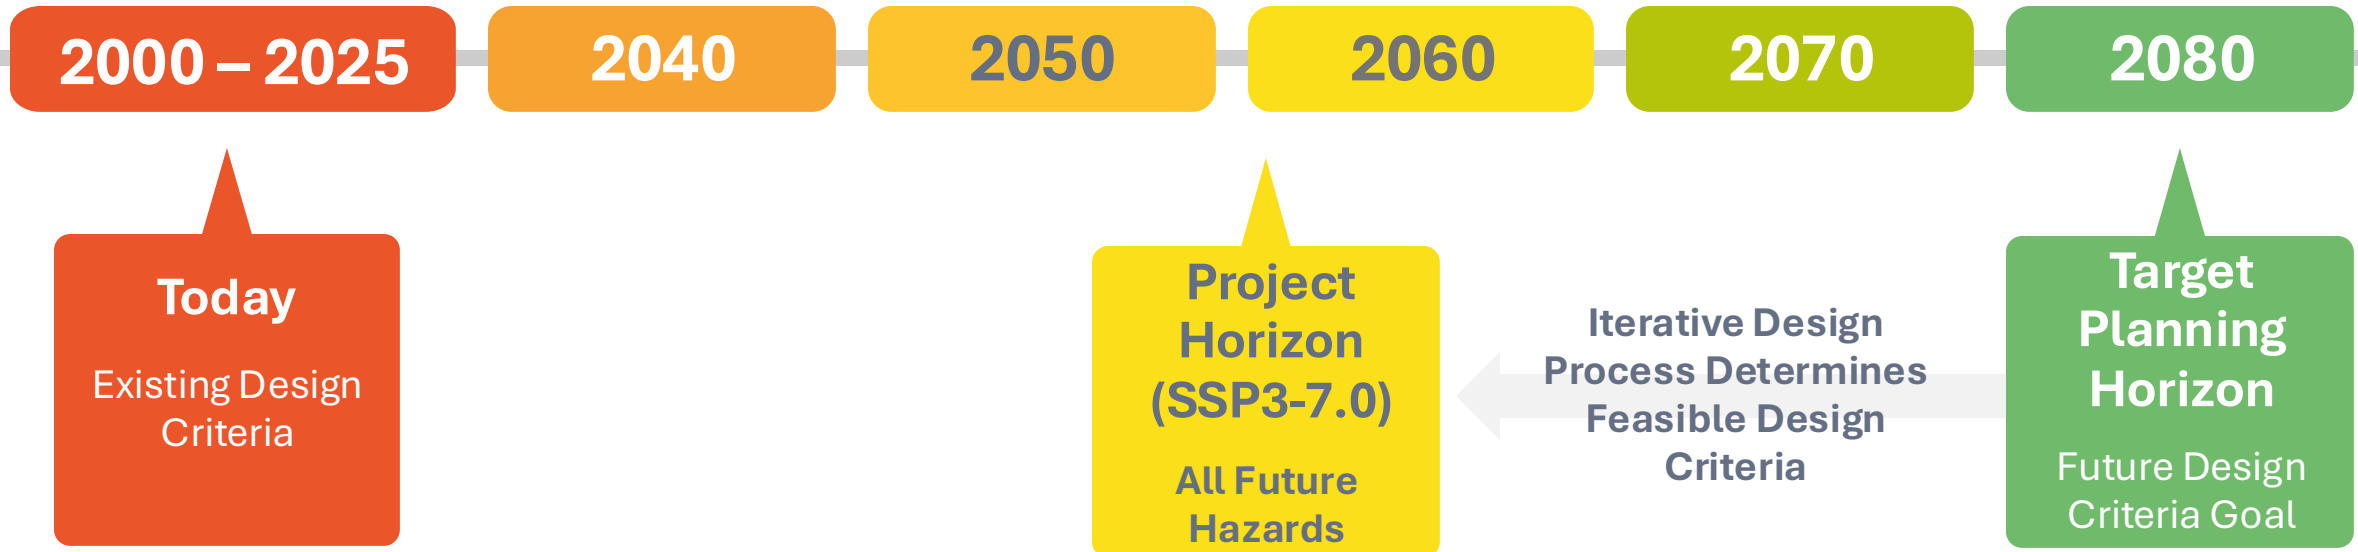 2000 – 2025
2040
2050
2060
2070
2080
Today
Existing Design
Criteria
Project
Horizon
(SSP3-7.0)
All Future
Hazards
Iterative Design
Process Determines
Feasible Design
Criteria
Target
Planning
Horizon
Future Design
Criteria Goal